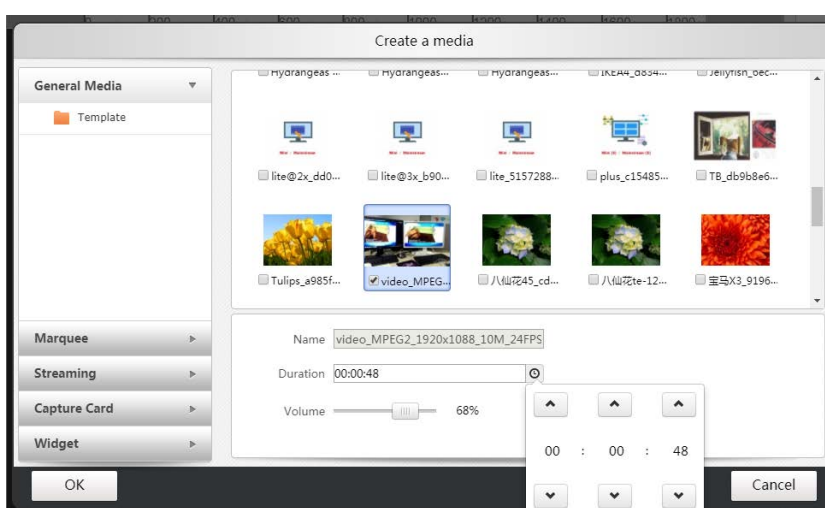 Create a media
General Media
Template
Marquee
Streaming
Capture Card
Widget
Hydrangeas ... Hydrangeas... Hydrangeas... IKEA4_d834... Jellyfish_6ec...
lite@2x_dd0... lite@3x_b90... lite_5157288... plus_c15485... TB_db9b8e6...
Tulips_a985f... video_MPEG... 八仙花45_cd... 八仙花te-12... 宝马X3_9196...
Name video_MPEG2_1920x1088_10M_24FPS
Duration 00:00:48
Volume 68%
00 : 00 : 48
OK Cancel